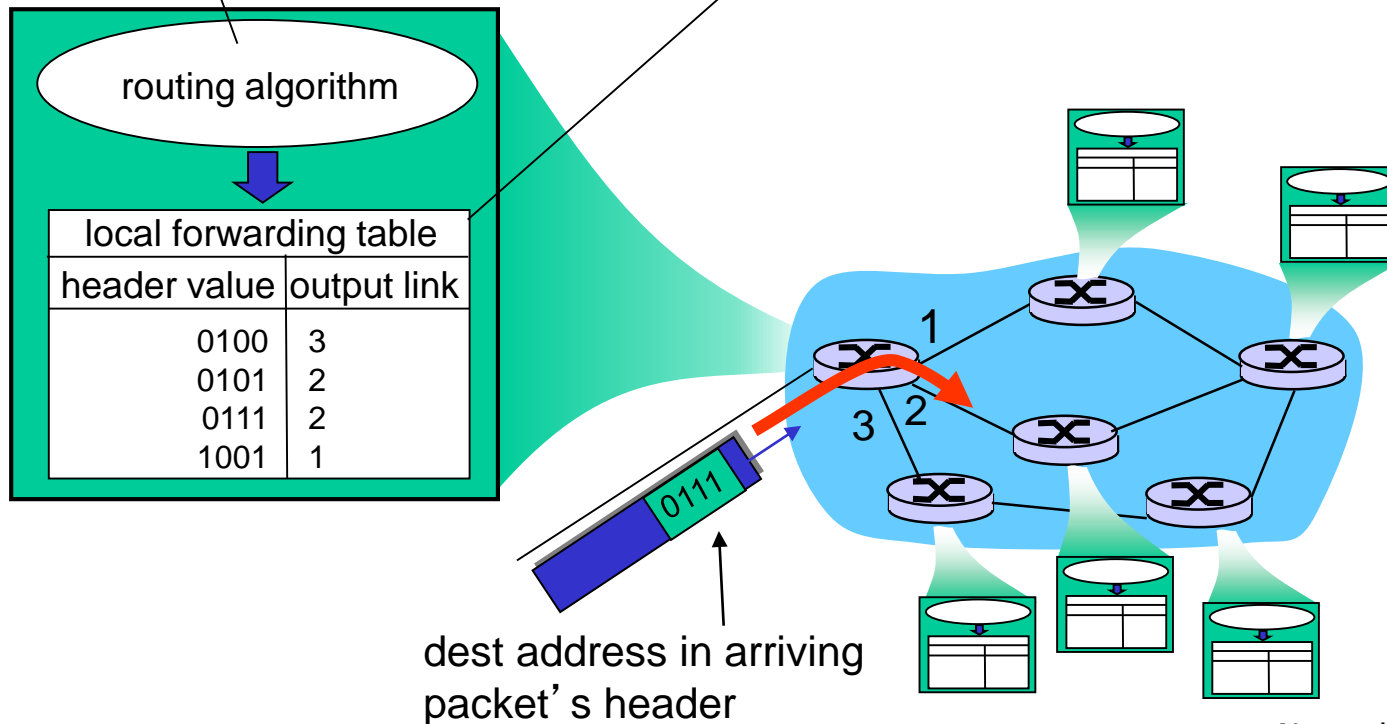 routing algorithm
local forwarding table
header value output link
0100 3
0101 2
0111 2
1001 1
1
2
3
0111
dest address in arriving
packet’s header